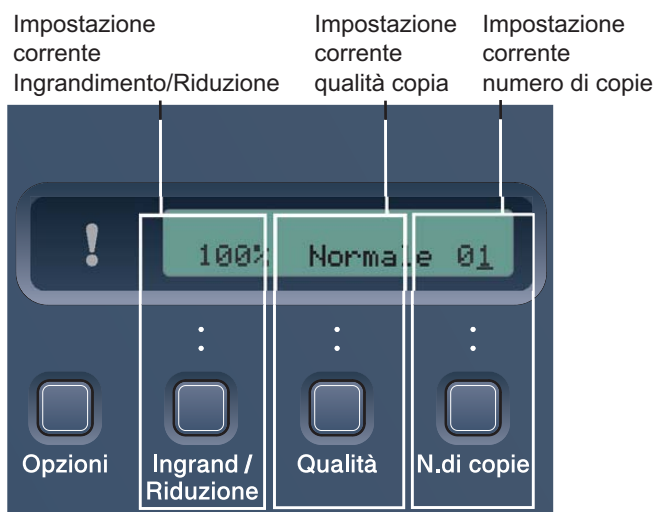 Impostazione
corrente
Ingrandimento/Riduzione
Impostazione
corrente
qualità copia
Impostazione
corrente
numero di copie
!
100% Normale 01
Opzioni
Ingrand /
Riduzione
Qualità
N.di copie